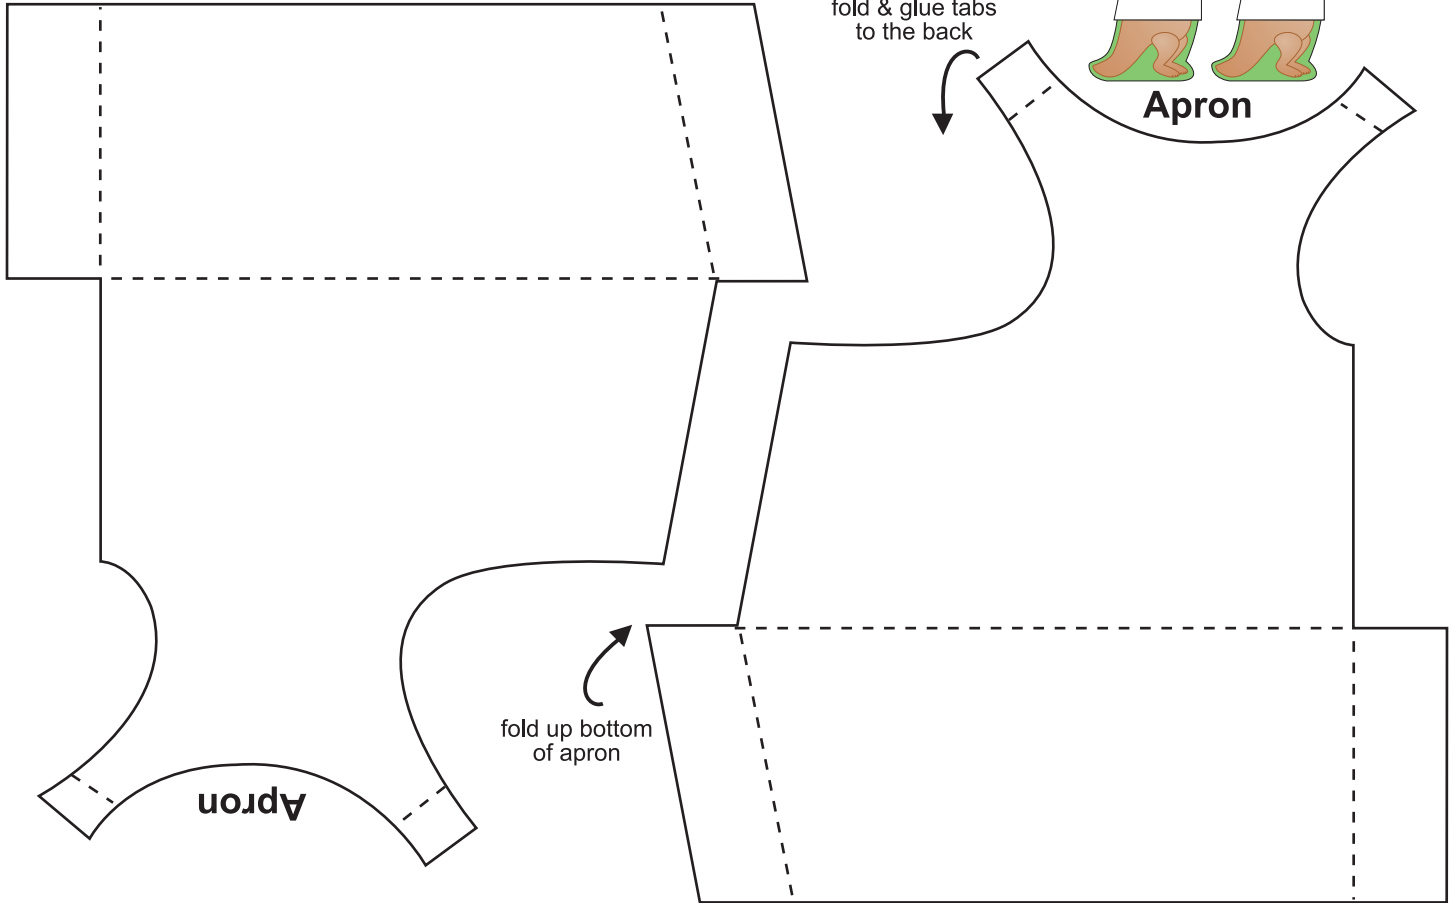 fold & glue tabs
to the back
Apron
fold up bottom
of apron
Apron